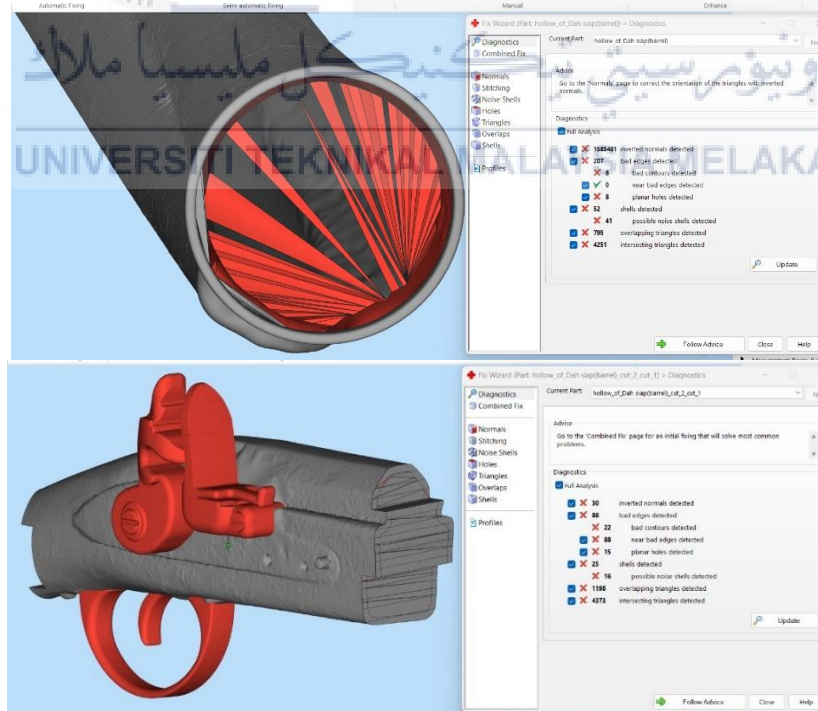 Automatic Fixing
Semi-automatic fixing
Manual
Enhance
Fix Wizard (Part: hollow_of_Dah siap(barrel)) > Diagnostics
Diagnostics
Combined Fix
Normals
Stitching
Noise Shells
Holes
Triangles
Overlaps
Shells
Profiles
Current Part: hollow_of_Dah siap(barrel)
Advice
Go to the 'Normals' page to correct the orientation of the triangles with inverted
normals.
Diagnostics
Full Analysis
1585481 inverted normals detected
207 bad edges detected
8 bad contours detected
0 near bad edges detected
8 planar holes detected
52 shells detected
41 possible noise shells detected
795 overlapping triangles detected
4251 intersecting triangles detected
Update
Follow Advice
Close
Help
اونيورسيتي تيكنيكل مليسيا ملاك
UNIVERSITI TEKNIKAL MALAYSIA MELAKA
Fix Wizard (Part: hollow_of_Dah siap(barrel)_cut_2_cut_1) > Diagnostics
Diagnostics
Combined Fix
Normals
Stitching
Noise Shells
Holes
Triangles
Overlaps
Shells
Profiles
Current Part: hollow_of_Dah siap(barrel)_cut_2_cut_1
Advice
Go to the 'Combined Fix' page for an initial fixing that will solve most common
problems.
Diagnostics
Full Analysis
30 inverted normals detected
88 bad edges detected
22 bad contours detected
88 near bad edges detected
15 planar holes detected
25 shells detected
16 possible noise shells detected
1198 overlapping triangles detected
4373 intersecting triangles detected
Update
Follow Advice
Close
Help